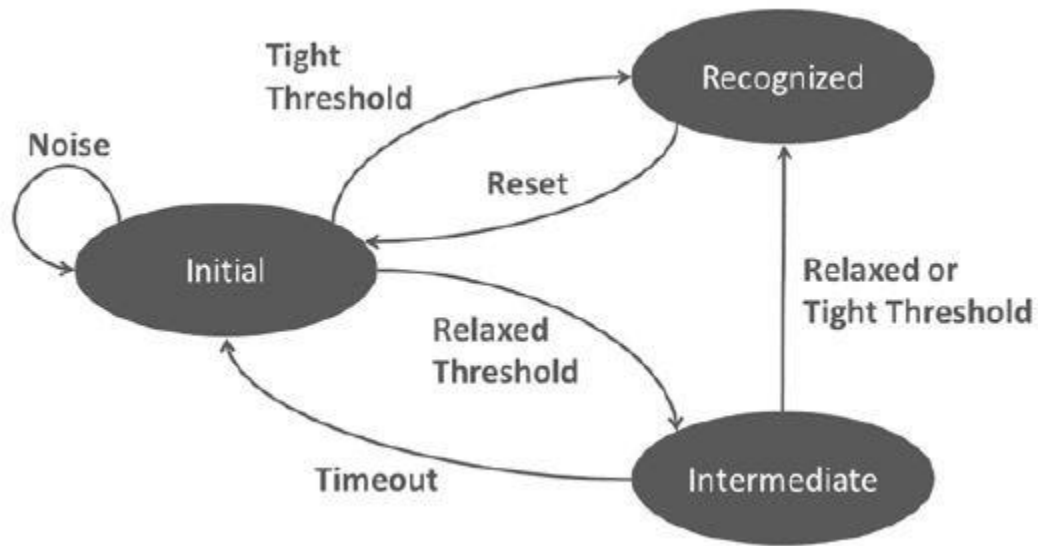 Tight
Threshold
Recognized
Noise
Reset
Initial
Relaxed or
Tight Threshold
Relaxed
Threshold
Timeout
Intermediate